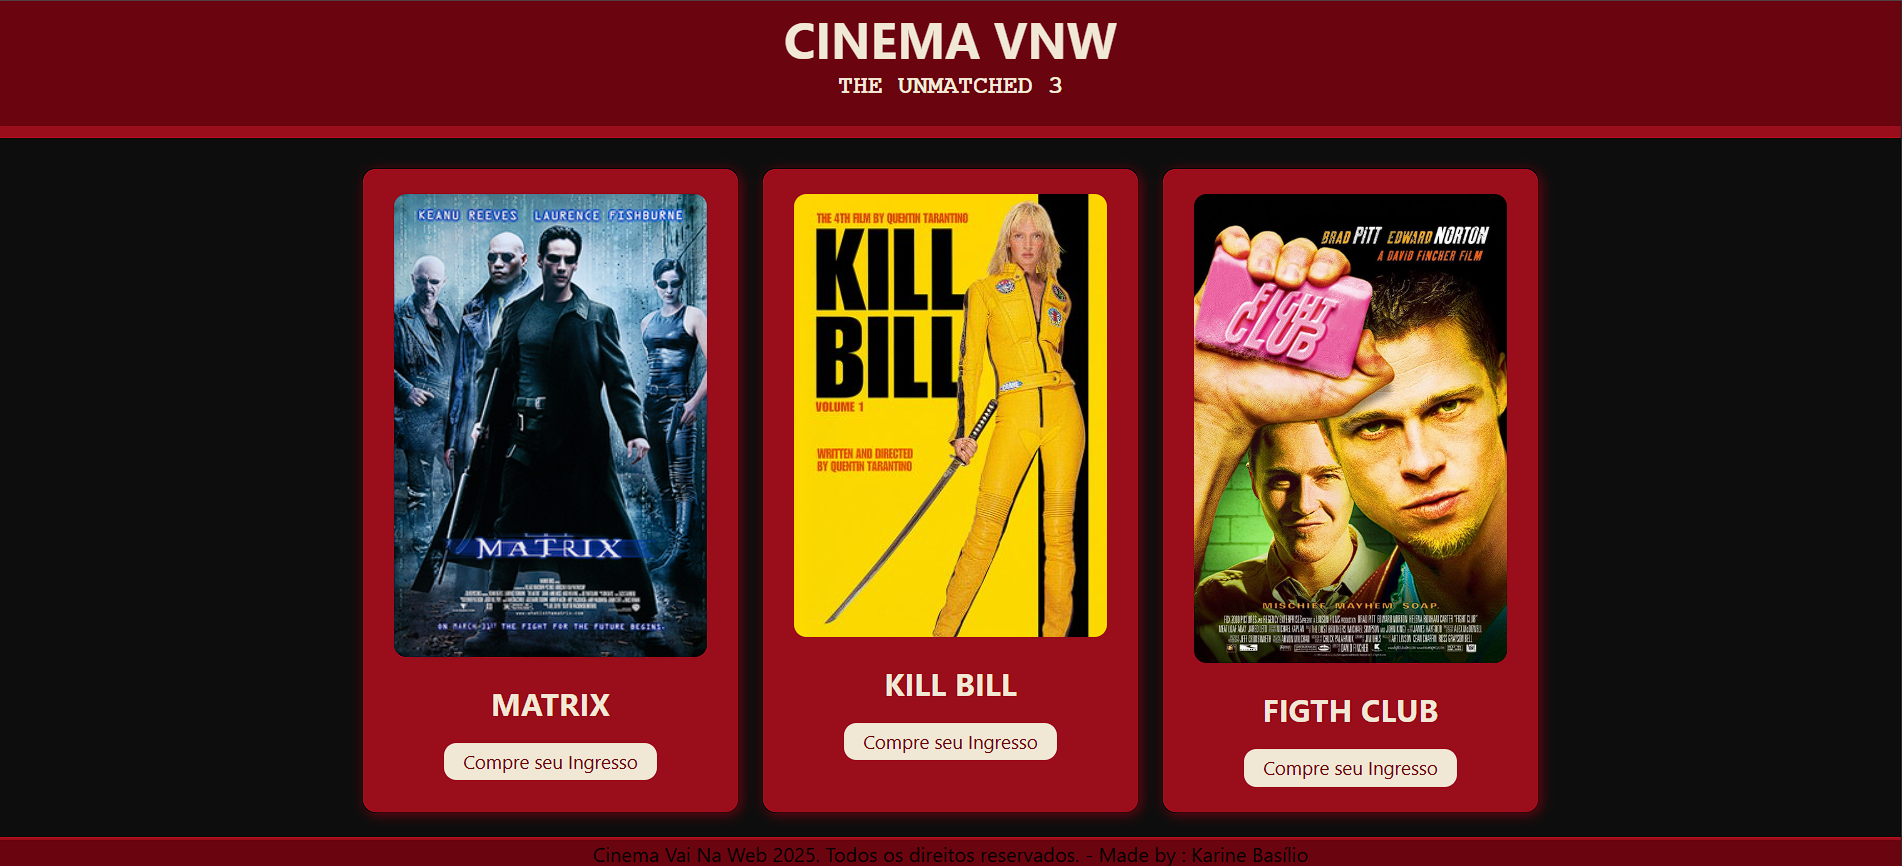 CINEMA VNW
THE UNMATCHED 3
KEANU REEVES LAURENCE FISHBURNE
THE
MATRIX
ON MARCH 31ST THE FIGHT FOR THE FUTURE BEGINS.
MATRIX
Compre seu Ingresso
THE 4TH FILM BY QUENTIN TARANTINO
KILL
BILL
VOLUME 1
WRITTEN AND DIRECTED
BY QUENTIN TARANTINO
KILL BILL
Compre seu Ingresso
BRAD PITT EDWARD NORTON
A DAVID FINCHER FILM
FIGHT
CLUB
MISCHIEF. MAYHEM. SOAP.
FIGTH CLUB
Compre seu Ingresso
Cinema Vai Na Web 2025. Todos os direitos reservados. - Made by : Karine Basílio